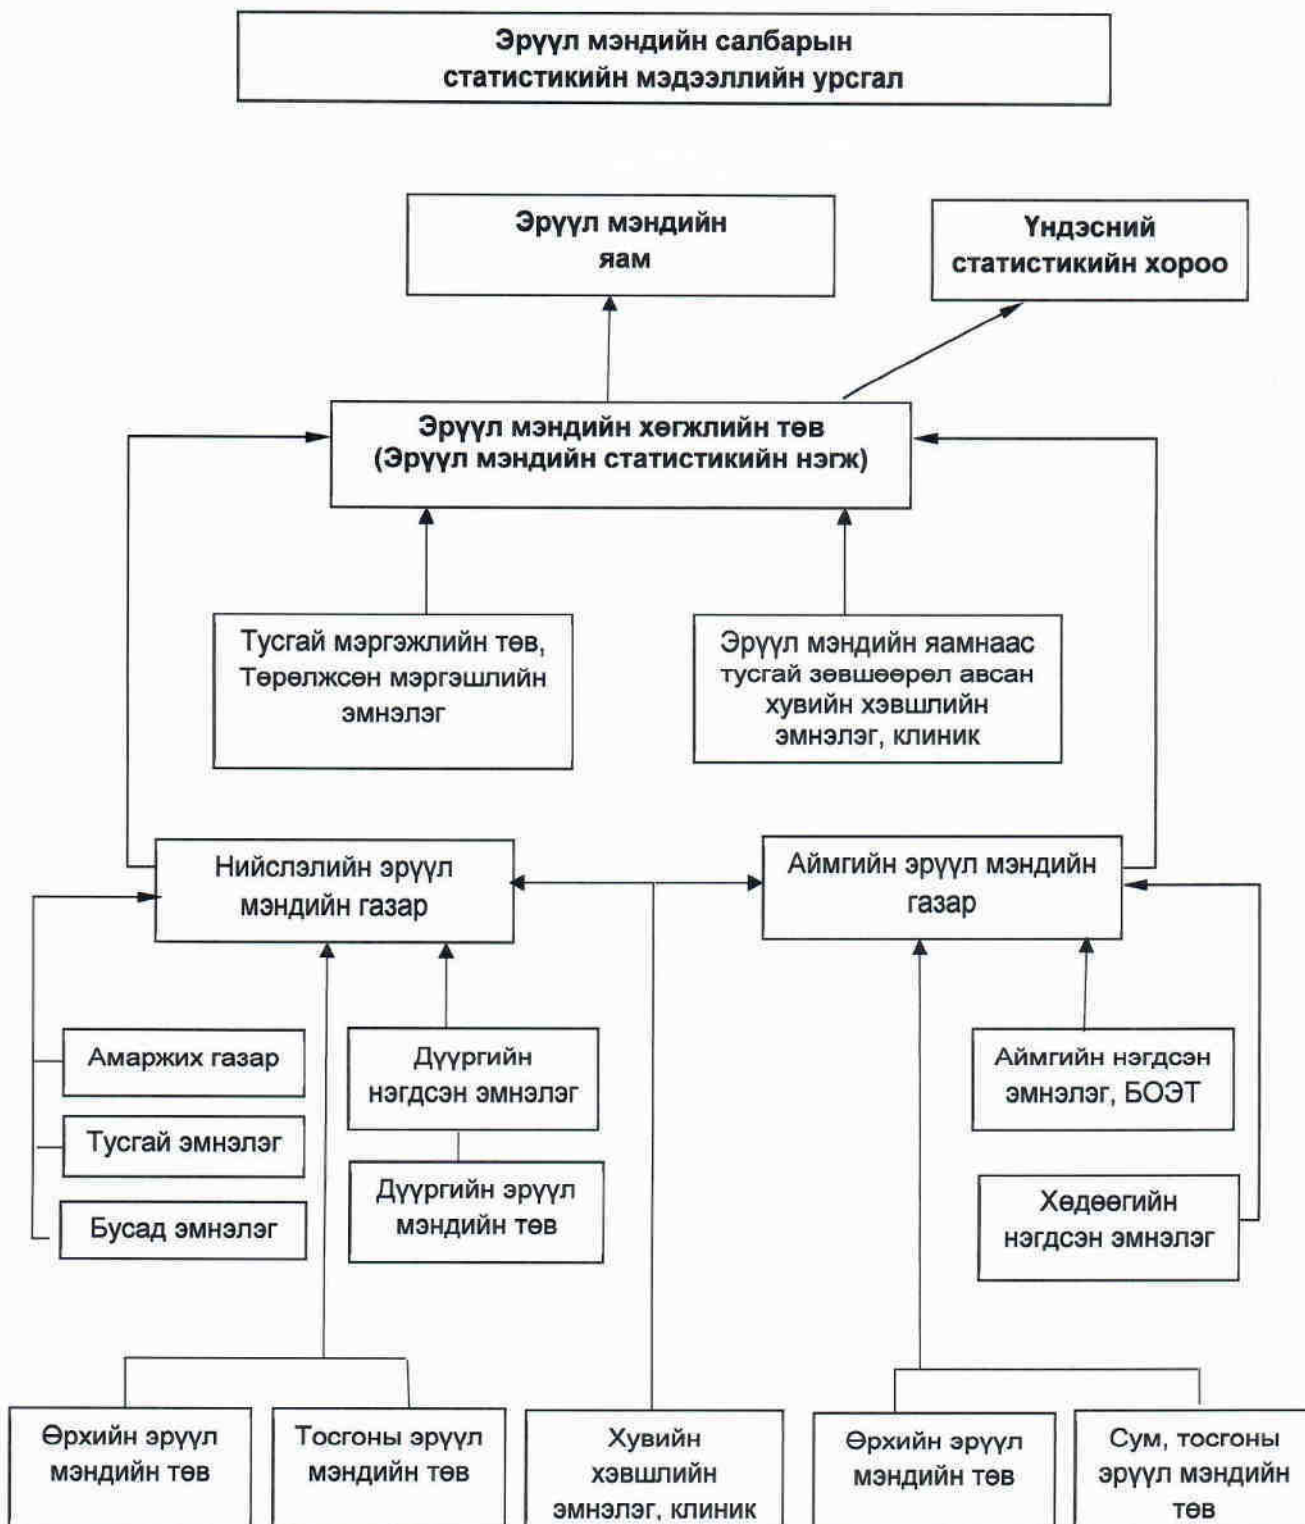 Эрүүл мэндийн салбарын
статистикийн мэдээллийн урсгал
Эрүүл мэндийн
яам
Үндэсний
статистикийн хороо
Эрүүл мэндийн хөгжлийн төв
(Эрүүл мэндийн статистикийн нэгж)
Тусгай мэргэжлийн төв,
Төрөлжсөн мэргэшлийн
эмнэлэг
Эрүүл мэндийн яамнаас
тусгай зөвшөөрөл авсан
хувийн хэвшлийн
эмнэлэг, клиник
Нийслэлийн эрүүл
мэндийн газар
Аймгийн эрүүл мэндийн
газар
Амаржих газар
Тусгай эмнэлэг
Бусад эмнэлэг
Дүүргийн
нэгдсэн эмнэлэг
Дүүргийн эрүүл
мэндийн төв
Аймгийн нэгдсэн
эмнэлэг, БОЭТ
Хөдөөгийн
нэгдсэн эмнэлэг
Өрхийн эрүүл
мэндийн төв
Тосгоны эрүүл
мэндийн төв
Хувийн
хэвшлийн
эмнэлэг, клиник
Өрхийн эрүүл
мэндийн төв
Сум, тосгоны
эрүүл мэндийн
төв